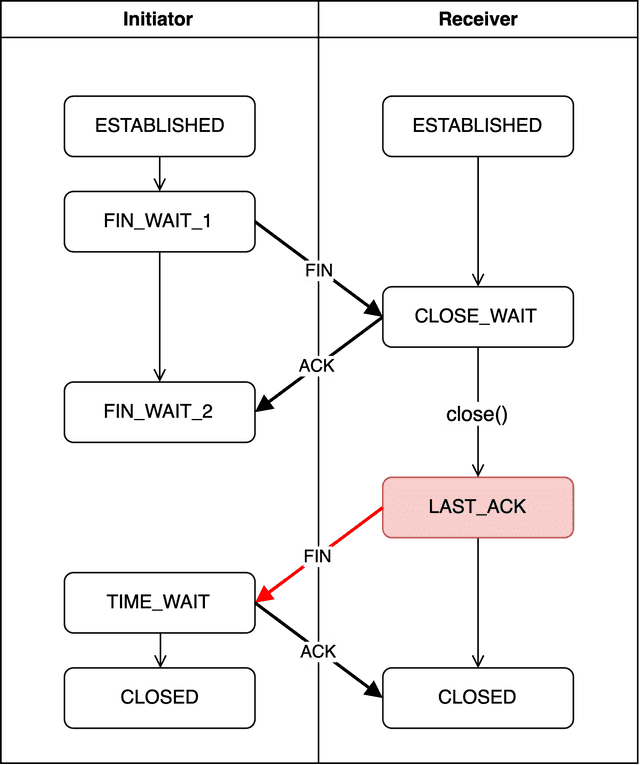 Initiator
Receiver
ESTABLISHED
ESTABLISHED
FIN_WAIT_1
FIN
CLOSE_WAIT
ACK
FIN_WAIT_2
close()
LAST_ACK
FIN
TIME_WAIT
ACK
CLOSED
CLOSED